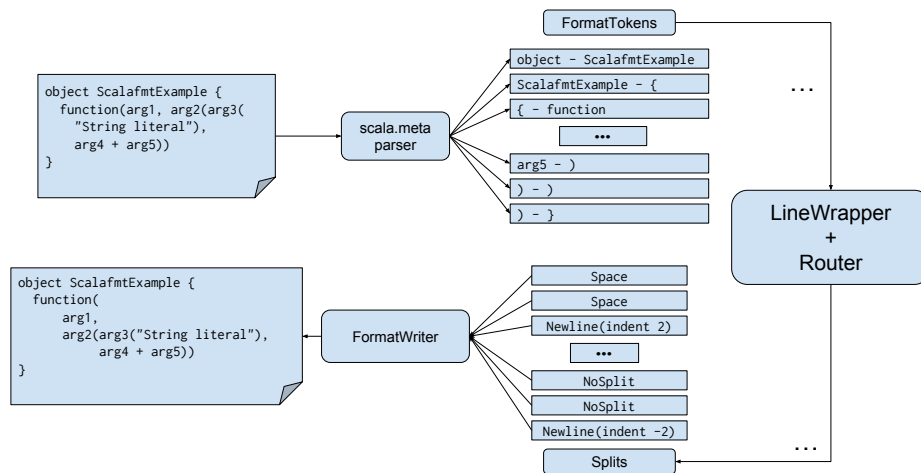 FormatTokens
object - ScalafmtExample
ScalafmtExample - {
{ - function
...
arg5 - )
) - )
) - }
object ScalafmtExample {
  function(arg1, arg2(arg3(
    "String literal"),
    arg4 + arg5))
}
scala.meta
parser
...
LineWrapper
+
Router
object ScalafmtExample {
  function(
      arg1,
      arg2(arg3("String literal"),
           arg4 + arg5))
}
FormatWriter
Space
Space
Newline(indent 2)
...
NoSplit
NoSplit
Newline(indent -2)
Splits
...